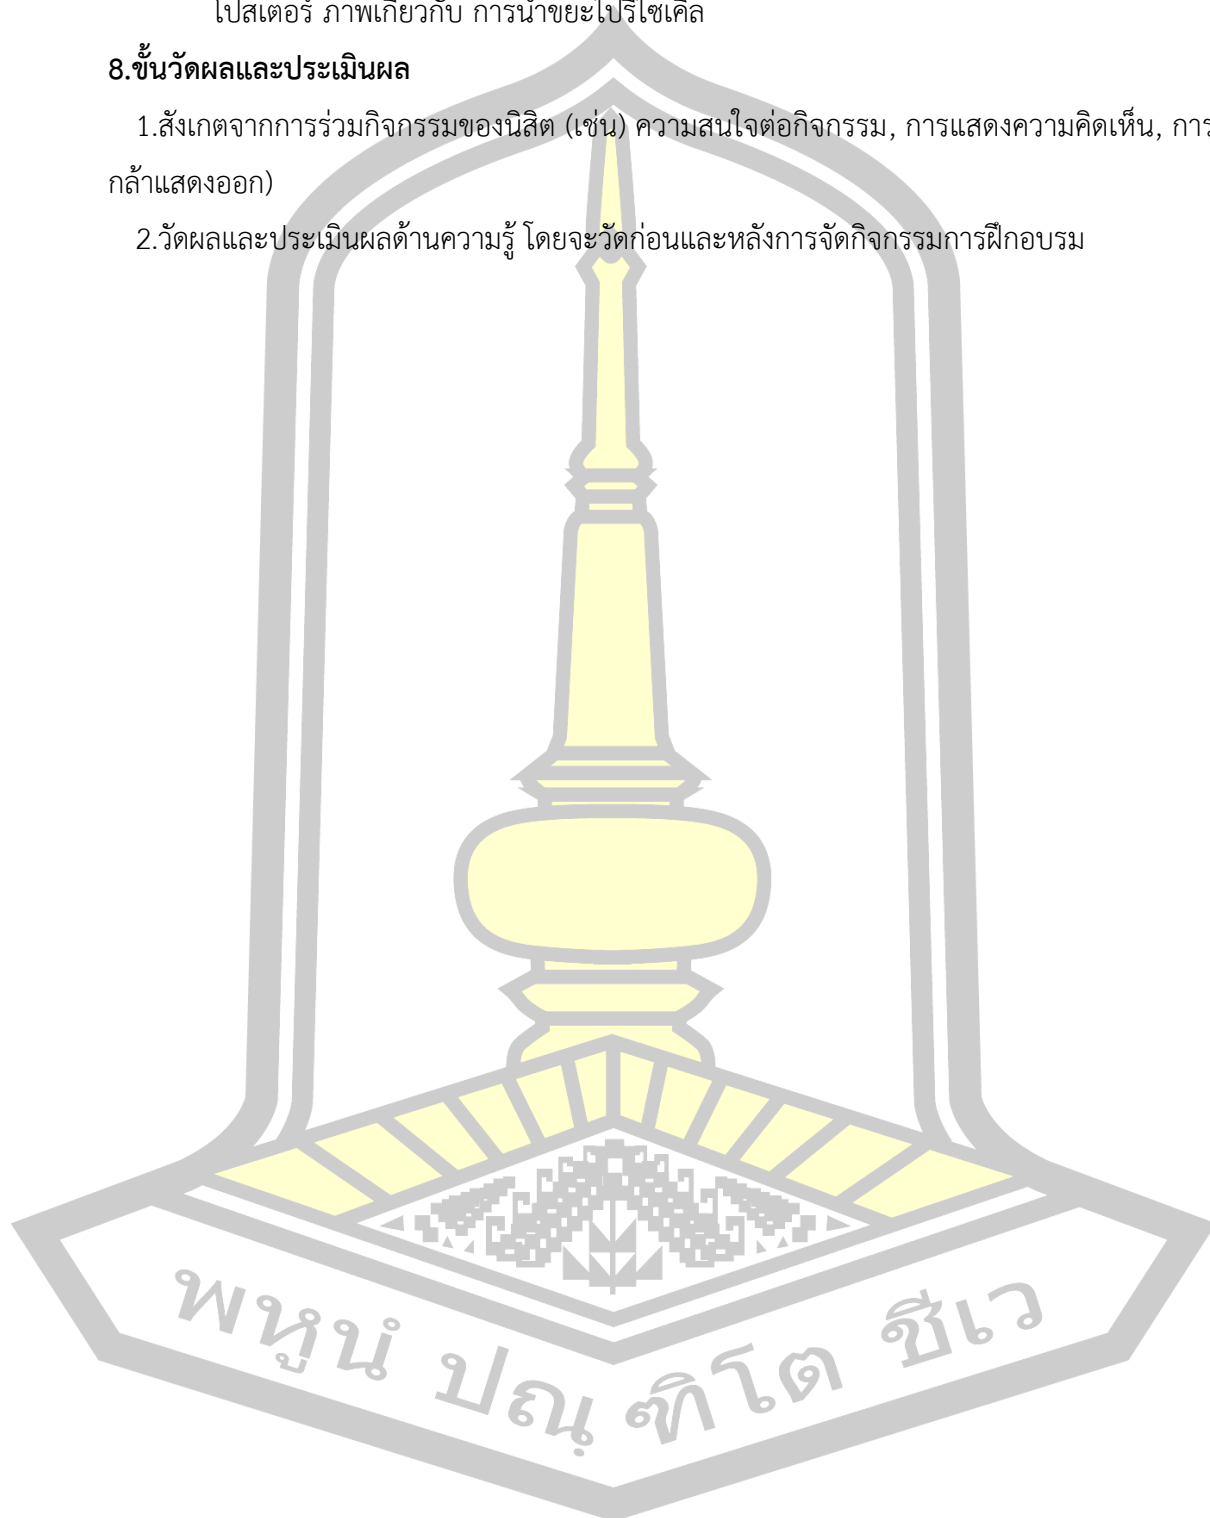 โปสเตอร์ ภาพเกี่ยวกับ การนำขยะไปรีไซเคิล
8.ขั้นวัดผลและประเมินผล
1.สังเกตจากการร่วมกิจกรรมของนิสิต (เช่น) ความสนใจต่อกิจกรรม, การแสดงความคิดเห็น, การ
กล้าแสดงออก)
2.วัดผลและประเมินผลด้านความรู้ โดยจะวัดก่อนและหลังการจัดกิจกรรมการฝึกอบรม
พหูนํ ปณฺฑิโต ชีเว